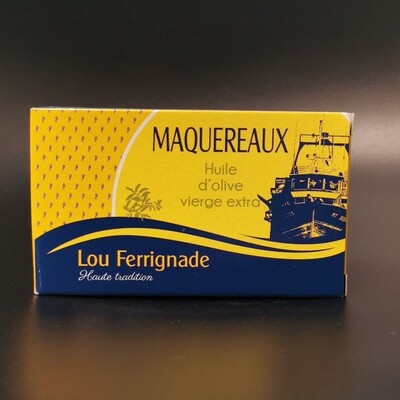 MAQUEREAUX
Huile
d'olive
vierge extra
Lou Ferrignade
Haute tradition